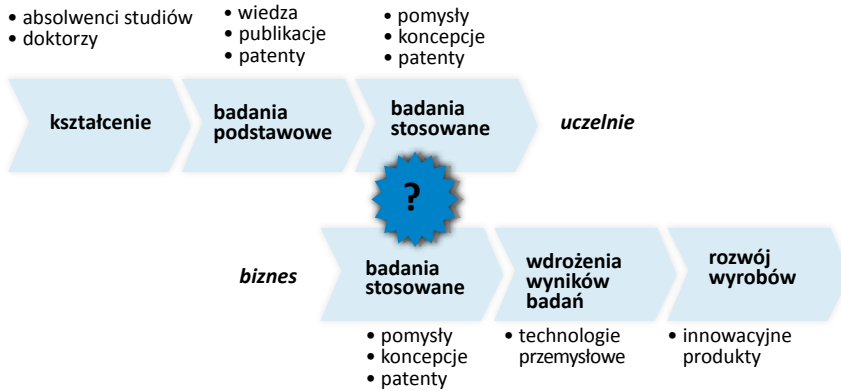 • absolwenci studiów
• doktorzy
• wiedza
• publikacje
• patenty
• pomysły
• koncepcje
• patenty
kształcenie
badania
podstawowe
badania
stosowane
uczelnie
?
biznes
badania
stosowane
wdrożenia
wyników
badań
rozwój
wyrobów
• pomysły
• koncepcje
• patenty
• technologie
przemysłowe
• innowacyjne
produkty